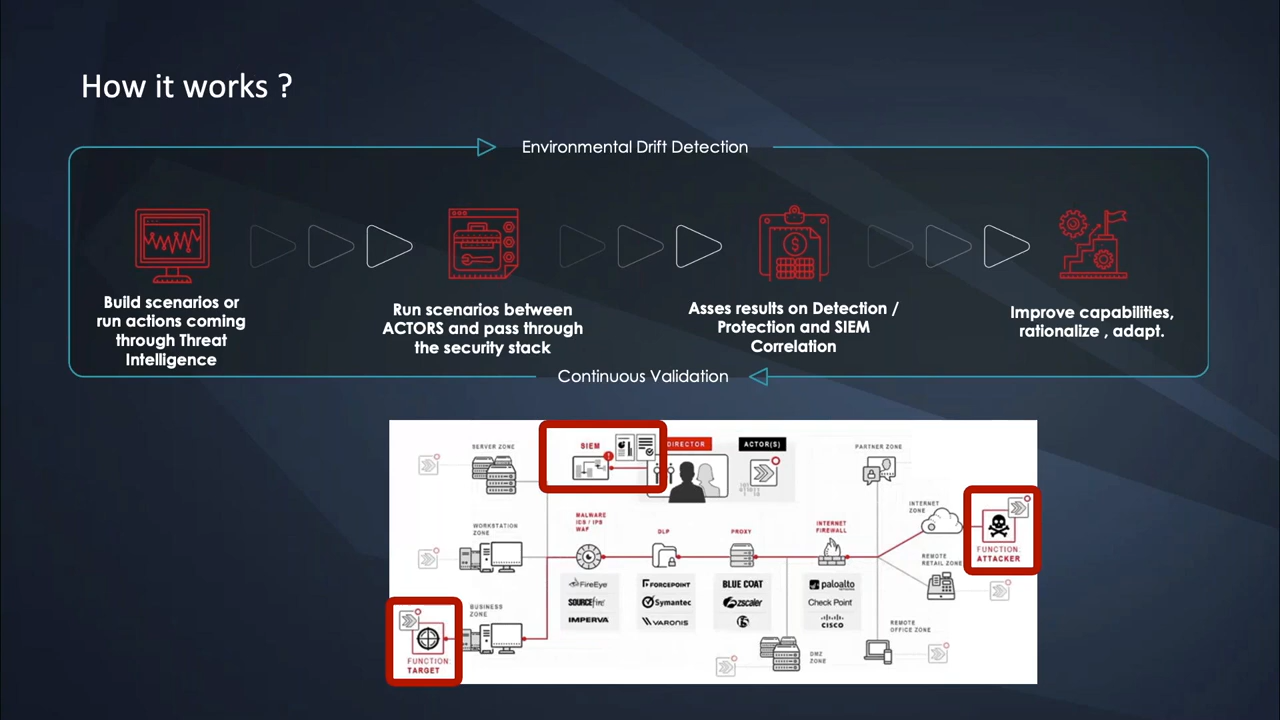 How it works ?
Environmental Drift Detection
Build scenarios or
run actions coming
through Threat
Intelligence
Run scenarios between
ACTORS and pass through
the security stack
Asses results on Detection /
Protection and SIEM
Correlation
Improve capabilities,
rationalize , adapt.
Continuous Validation
SERVER ZONE
SIEM
DIRECTOR
ACTOR(S)
PARTNER ZONE
WORKSTATION
ZONE
MALWARE
IDS / IPS
WAF
DLP
PROXY
INTERNET
FIREWALL
INTERNET
ZONE
FUNCTION:
ATTACKER
REMOTE
RETAIL ZONE
FireEye
SOURCEfire
IMPERVA
FORCEPOINT
Symantec
VARONIS
BLUE COAT
zscaler
f5
paloalto
Check Point
CISCO
BUSINESS
ZONE
FUNCTION:
TARGET
DMZ
ZONE
REMOTE
OFFICE ZONE